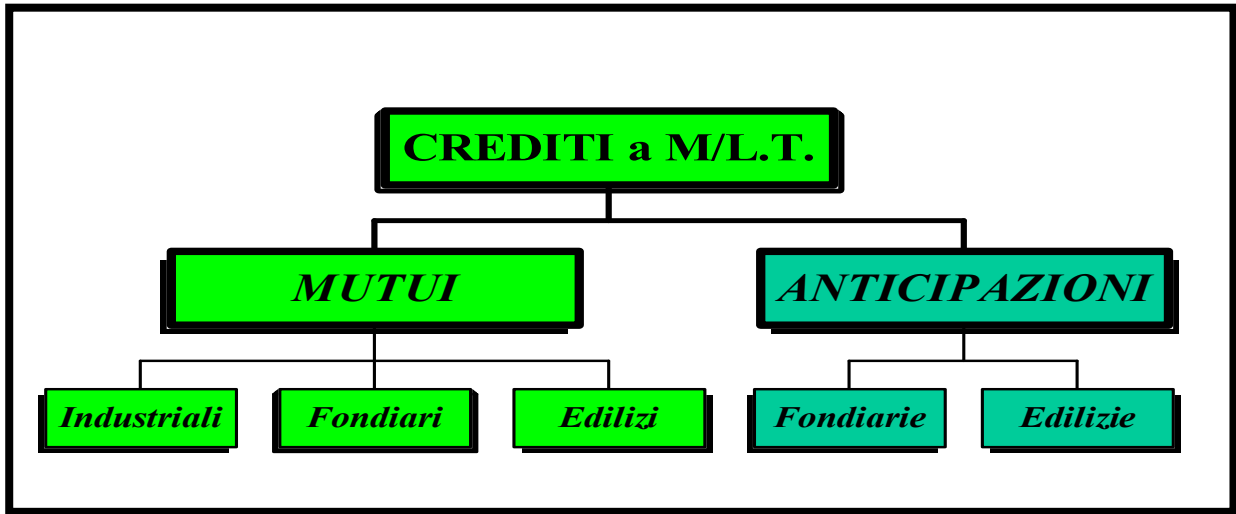 CREDITI a M/L.T.
MUTUI
ANTICIPAZIONI
Industriali
Fondiari
Edilizi
Fondiarie
Edilizie